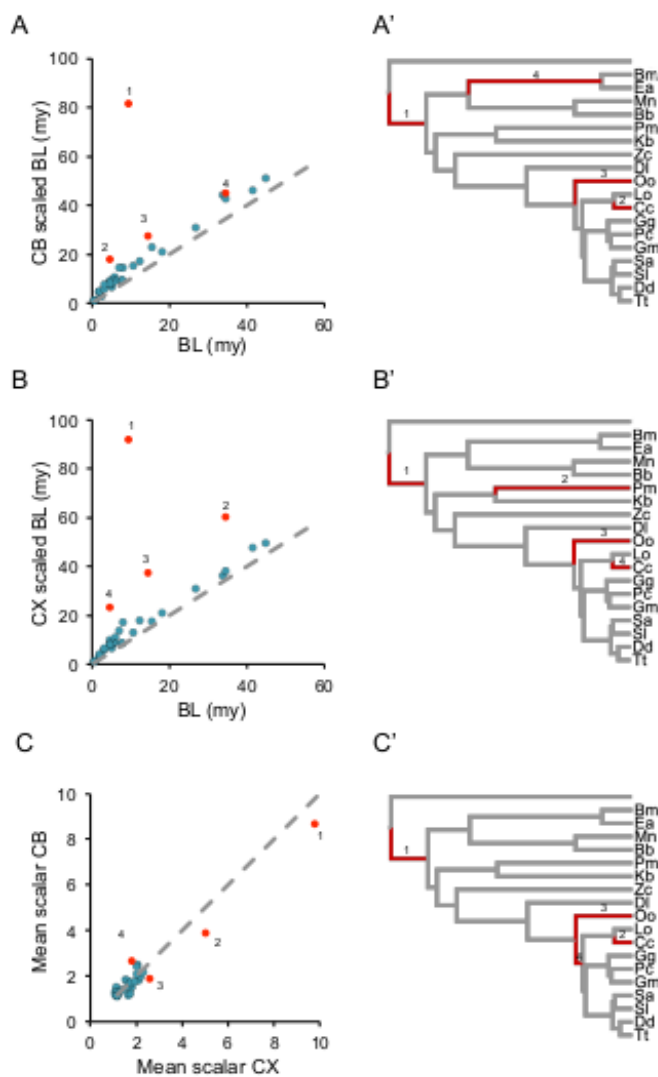 A
A'
100
80
60
40
20
0
CB scaled BL (my)
0
20
40
60
BL (my)
1
2
3
4
1
4
3
2
Bm
Ea
Mn
Bb
Pm
Kb
Zc
Dl
Oo
Lo
Cc
Gg
Pc
Gm
Sa
Sl
Dd
Tt
B
B'
100
80
60
40
20
0
CX scaled BL (my)
0
20
40
60
BL (my)
1
2
3
4
1
2
3
4
Bm
Ea
Mn
Bb
Pm
Kb
Zc
Dl
Oo
Lo
Cc
Gg
Pc
Gm
Sa
Sl
Dd
Tt
C
C'
10
8
6
4
2
0
Mean scalar CB
0
2
4
6
8
10
Mean scalar CX
1
2
3
4
1
3
2
4
Bm
Ea
Mn
Bb
Pm
Kb
Zc
Dl
Oo
Lo
Cc
Gg
Pc
Gm
Sa
Sl
Dd
Tt